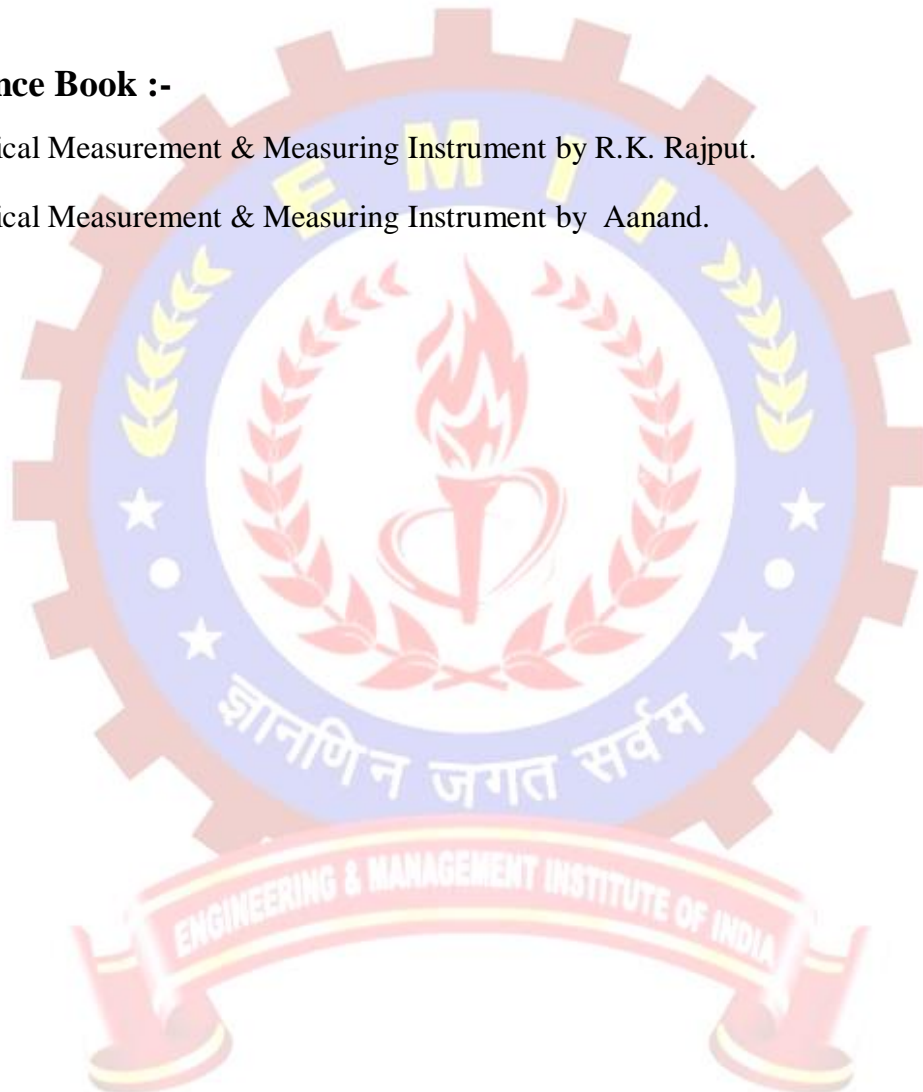 nce Book :-
ical Measurement & Measuring Instrument by R.K. Rajput.
ical Measurement & Measuring Instrument by Aanand.
E M I I
ज्ञानणिन जगत सर्वम
ENGINEERING & MANAGEMENT INSTITUTE OF INDIA